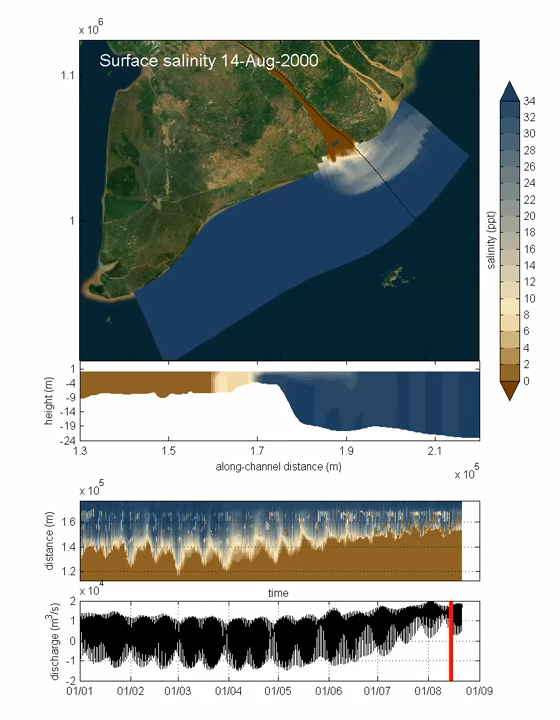 x 10^6
Surface salinity 14-Aug-2000
1.1
1
34
32
30
28
26
24
22
20
18
16
14
12
10
8
6
4
2
0
salinity (ppt)
1
-4
-9
-14
-19
-24
height (m)
1.3 1.5 1.7 1.9 2.1
along-channel distance (m)
x 10^5
x 10^5
1.6
1.4
1.2
distance (m)
time
x 10^4
2
1
0
-1
-2
discharge (m^3/s)
01/01 01/02 01/03 01/04 01/05 01/06 01/07 01/08 01/09